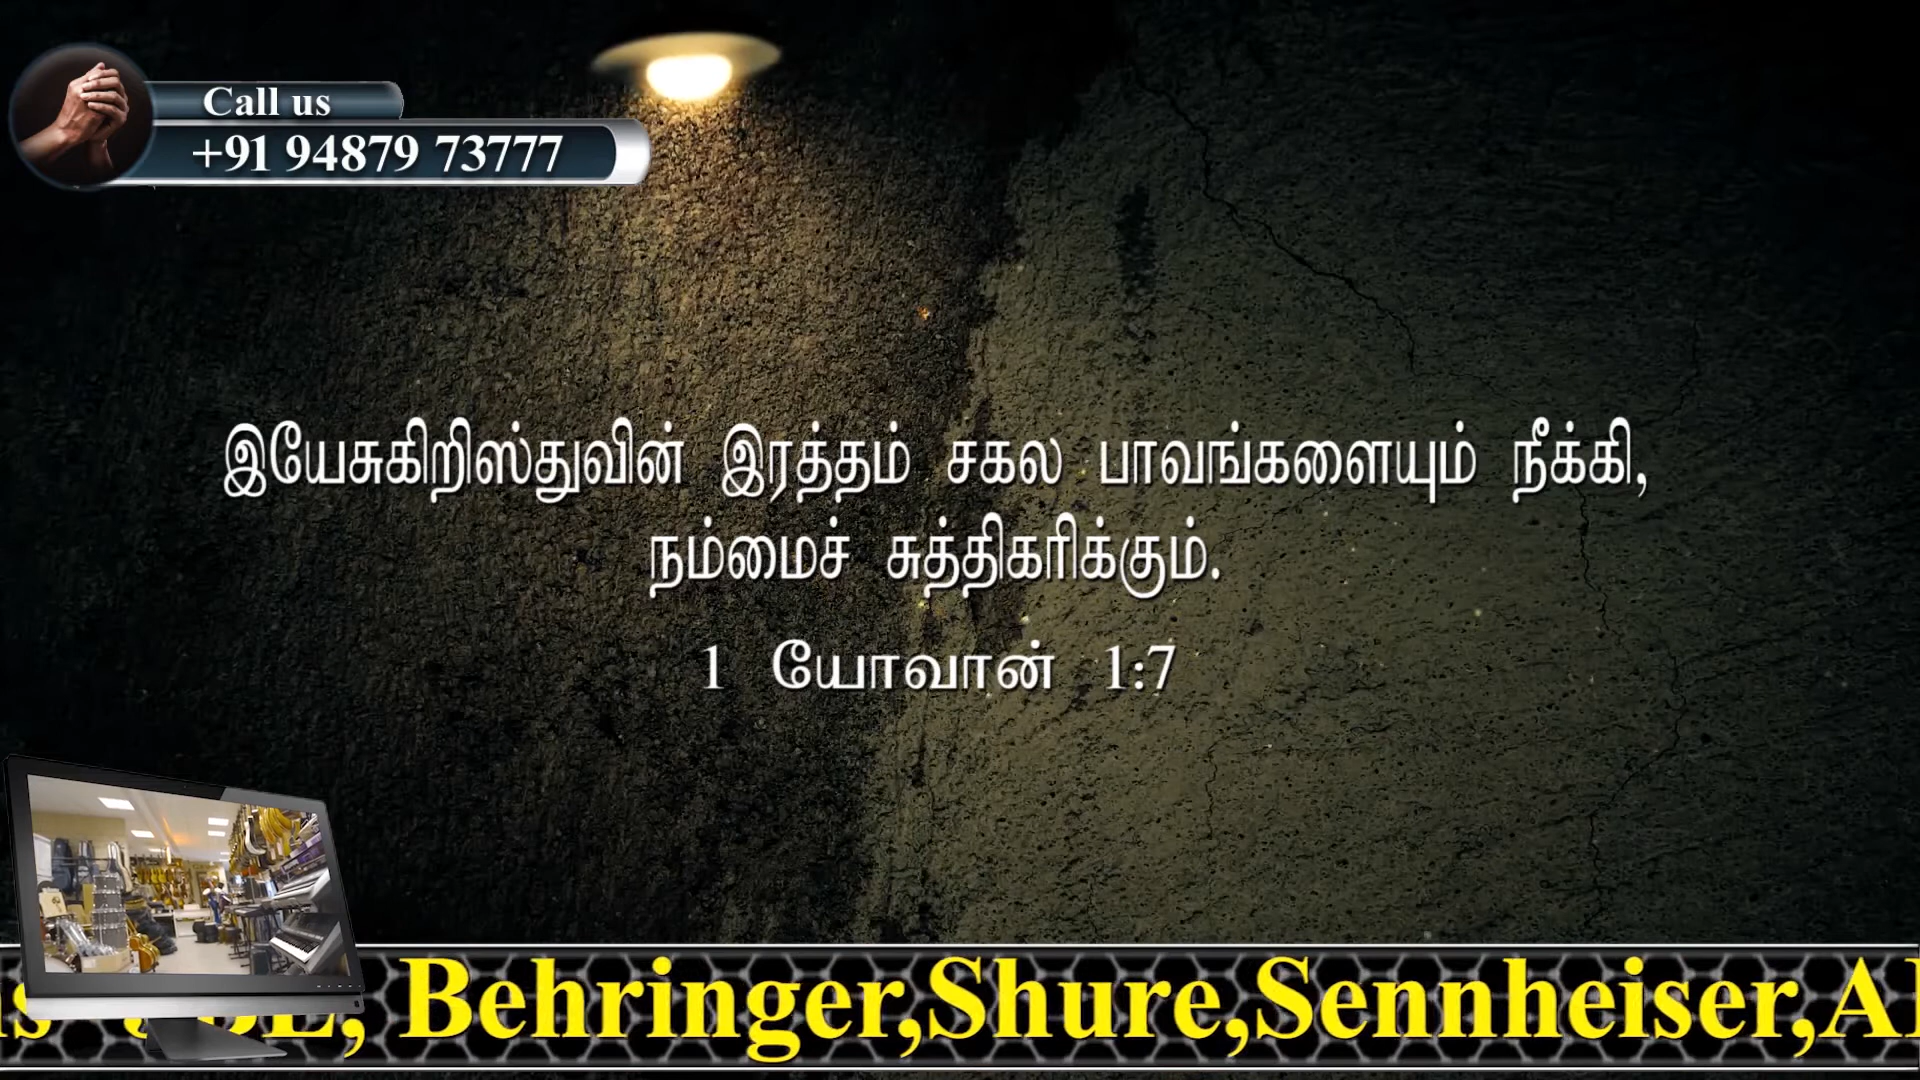 Call us
+91 94879 73777
இயேசுகிறிஸ்துவின் இரத்தம் சகல பாவங்களையும் நீக்கி,
நம்மைச் சுத்திகரிக்கும்.
1 யோவான் 1:7
Behringer,Shure,Sennheiser,